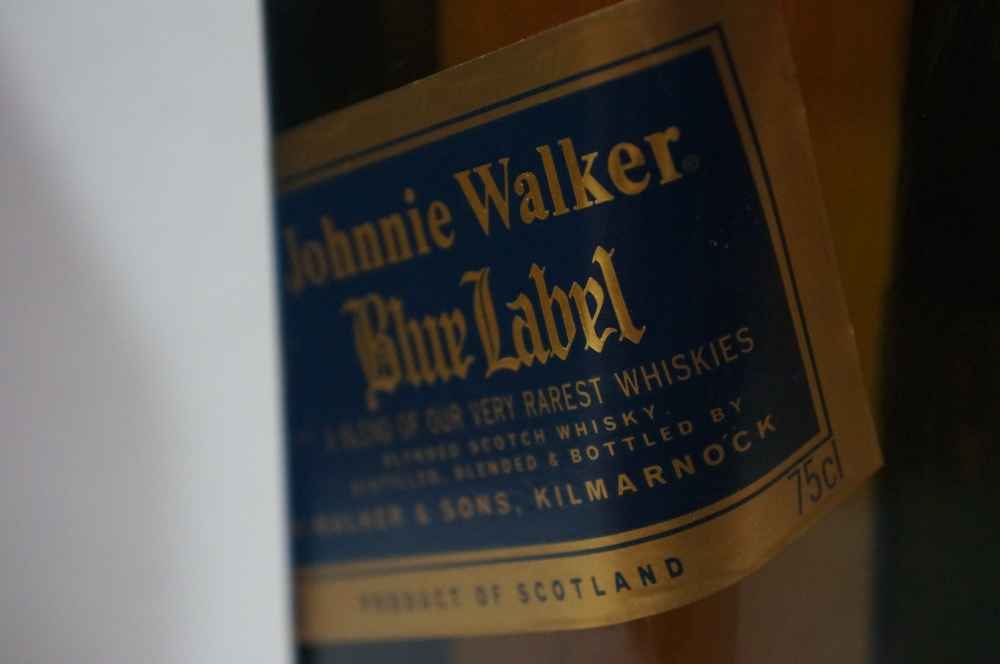 Johnnie Walker®
Blue Label
A BLEND OF OUR VERY RAREST WHISKIES
BLENDED SCOTCH WHISKY.
DISTILLED, BLENDED & BOTTLED BY
WALKER & SONS, KILMARNOCK
75cl
PRODUCT OF SCOTLAND